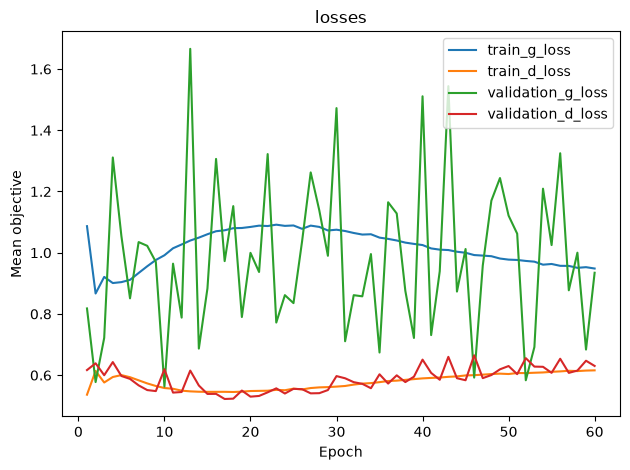 losses
train_g_loss
train_d_loss
validation_g_loss
validation_d_loss
Mean objective
1.6
1.4
1.2
1.0
0.8
0.6
0 10 20 30 40 50 60
Epoch